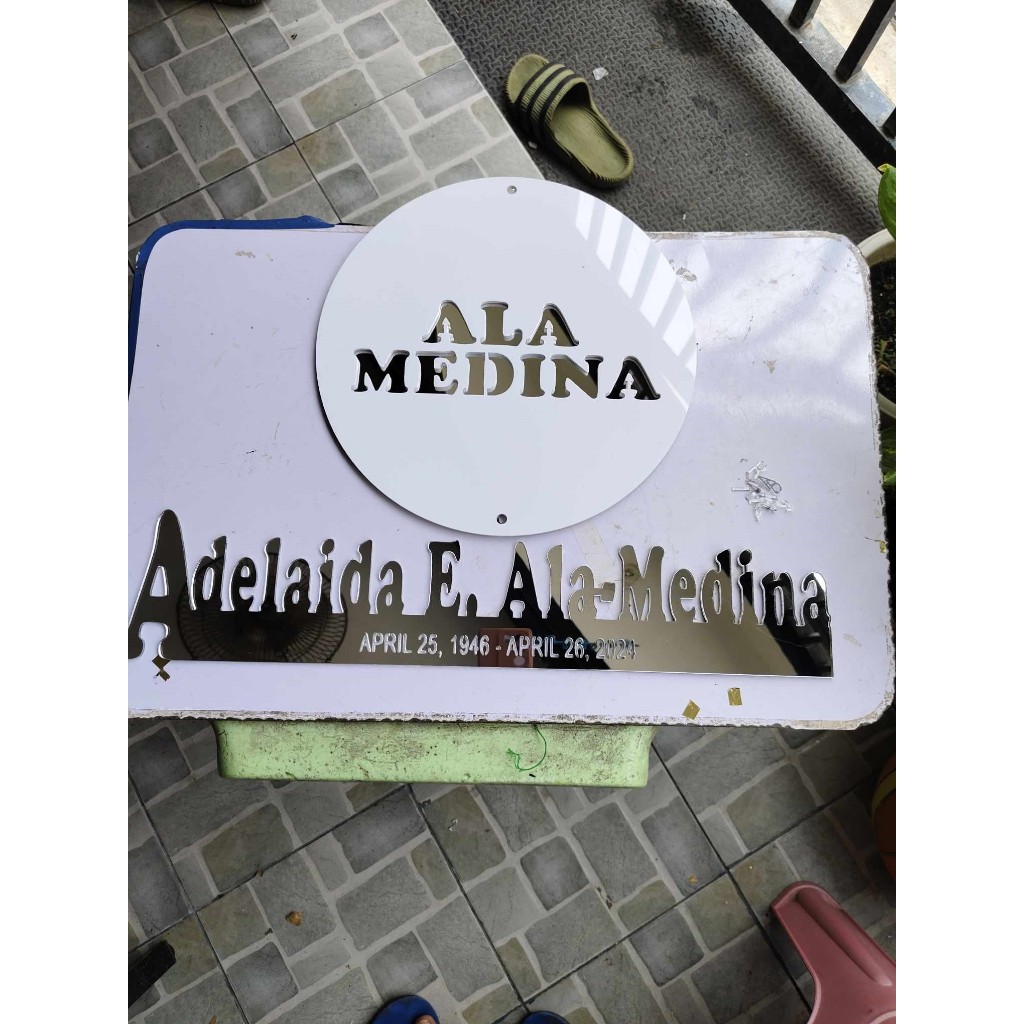 ALA
MEDINA
Adelaida E. Ala-Medina
APRIL 25, 1946 - APRIL 26, 2024